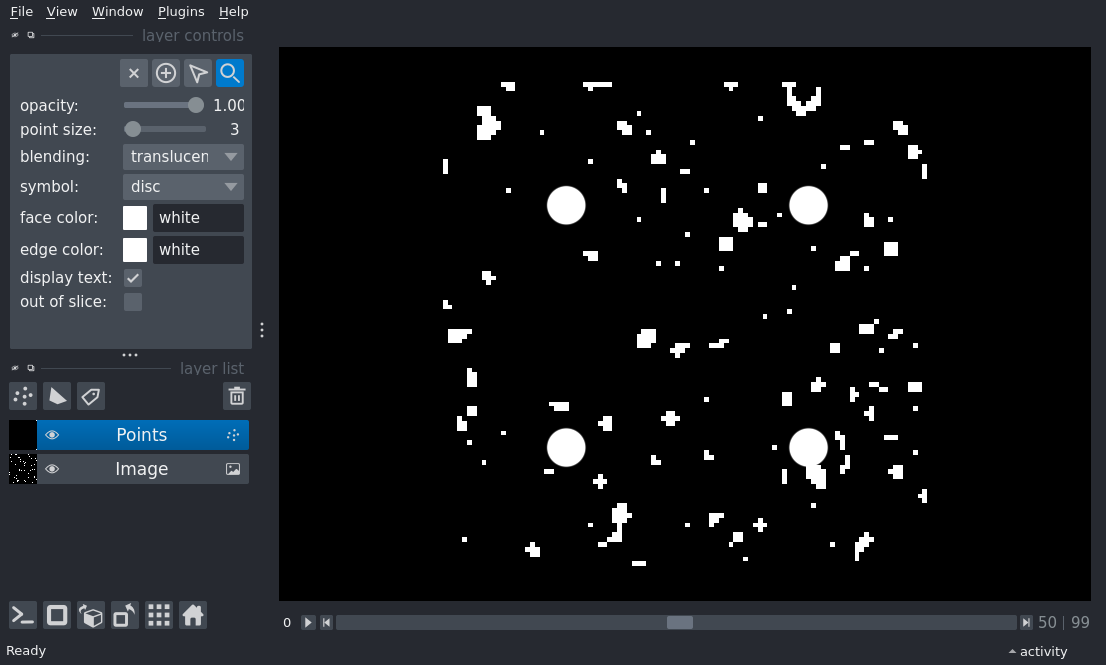 File View Window Plugins Help
layer controls
opacity: 1.00
point size: 3
blending: translucen
symbol: disc
face color: white
edge color: white
display text:
out of slice:
layer list
Points
Image
0 50 | 99
Ready activity